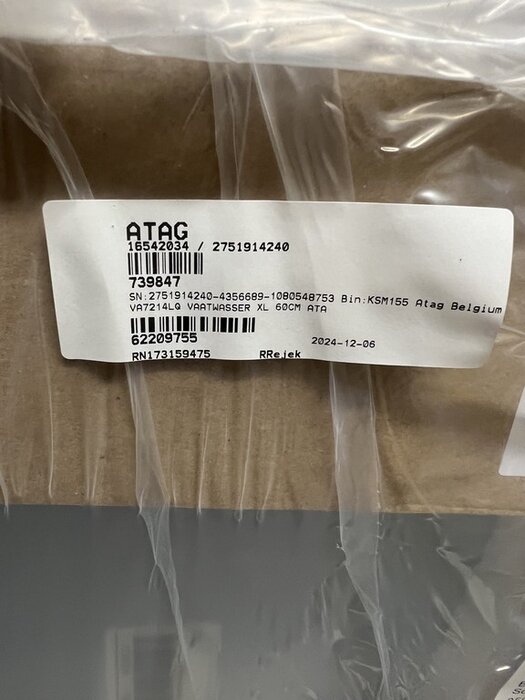 ATAG
16542034 / 2751914240
739847
SN:2751914240-4356689-1080548753 Bin:KSM155 Atag Belgium
VA7214LQ VAATWASSER XL 60CM ATA
62209755
2024-12-06
RN173159475 RRejek